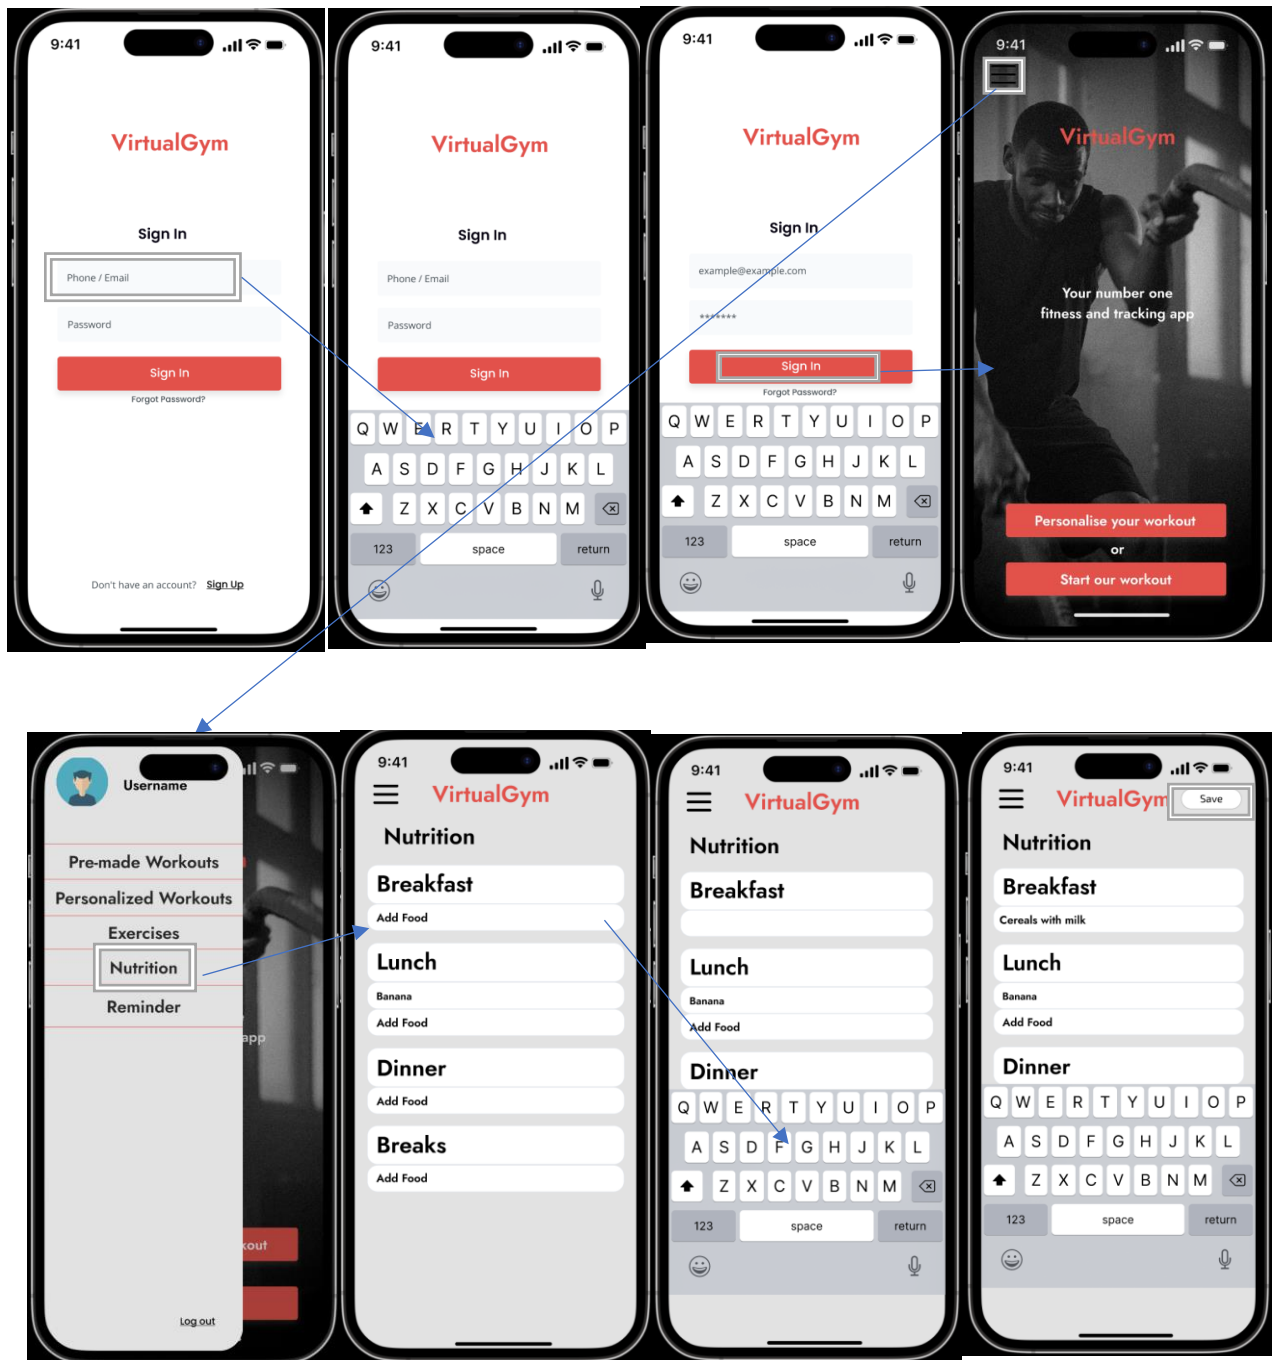 9:41
VirtualGym
Sign In
Phone / Email
Password
Sign In
Forgot Password?
Don't have an account? Sign Up
9:41
VirtualGym
Sign In
Phone / Email
Password
Sign In
Q W E R T Y U I O P
A S D F G H J K L
Z X C V B N M
123 space return
9:41
VirtualGym
Sign In
example@example.com
*******
Sign In
Forgot Password?
Q W E R T Y U I O P
A S D F G H J K L
Z X C V B N M
123 space return
9:41
VirtualGym
Your number one
fitness and tracking app
Personalise your workout
or
Start our workout
Username
Pre-made Workouts
Personalized Workouts
Exercises
Nutrition
Reminder
app
kout
Log out
9:41
VirtualGym
Nutrition
Breakfast
Add Food
Lunch
Banana
Add Food
Dinner
Add Food
Breaks
Add Food
9:41
VirtualGym
Nutrition
Breakfast
Lunch
Banana
Add Food
Dinner
Q W E R T Y U I O P
A S D F G H J K L
Z X C V B N M
123 space return
9:41
VirtualGym Save
Nutrition
Breakfast
Cereals with milk
Lunch
Banana
Add Food
Dinner
Q W E R T Y U I O P
A S D F G H J K L
Z X C V B N M
123 space return